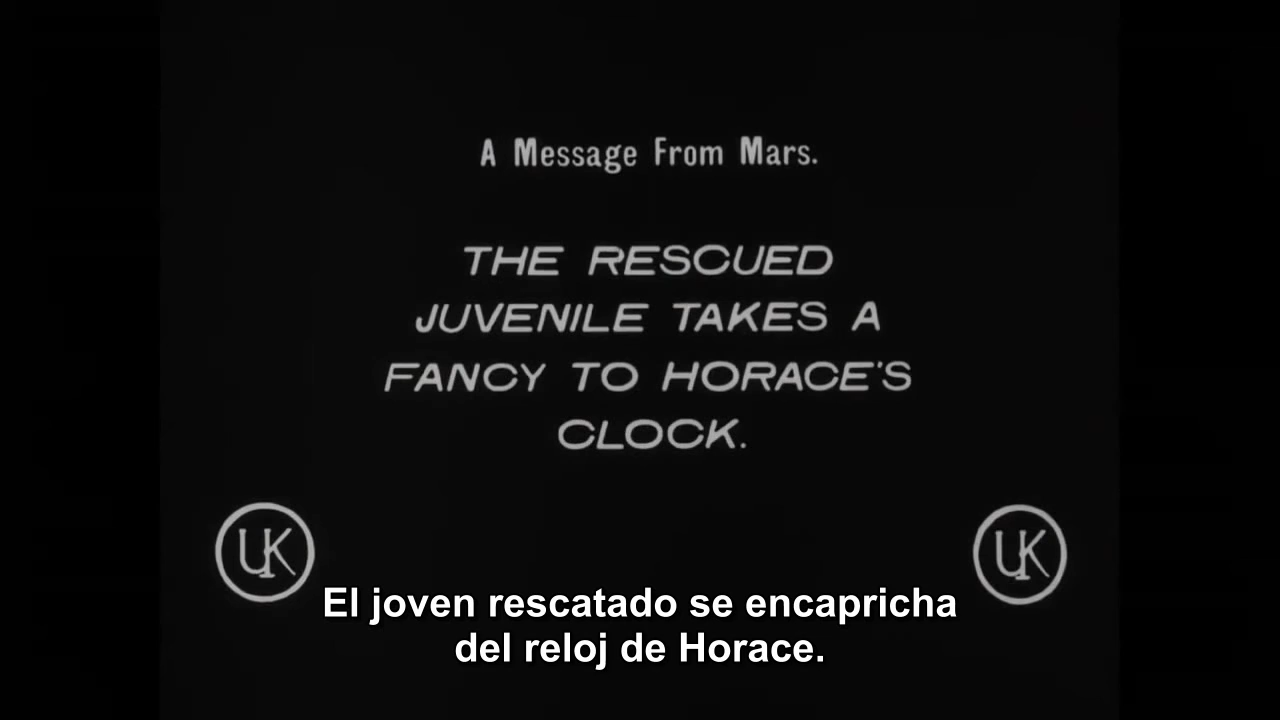 A Message From Mars.
THE RESCUED
JUVENILE TAKES A
FANCY TO HORACE'S
CLOCK.
UK
UK
El joven rescatado se encapricha
del reloj de Horace.